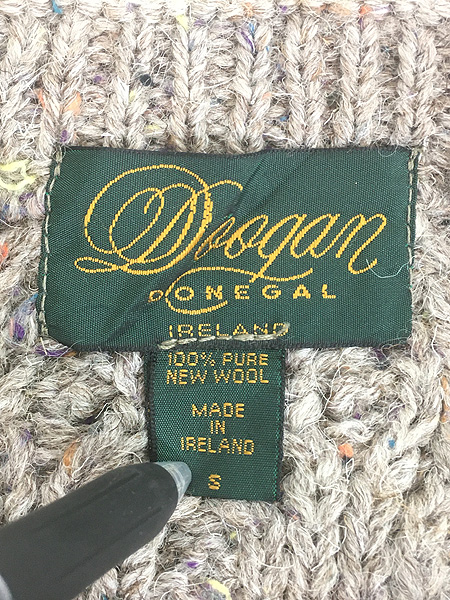 Doogan
DONEGAL
IRELAND
100% PURE
NEW WOOL
MADE
IN
IRELAND
S